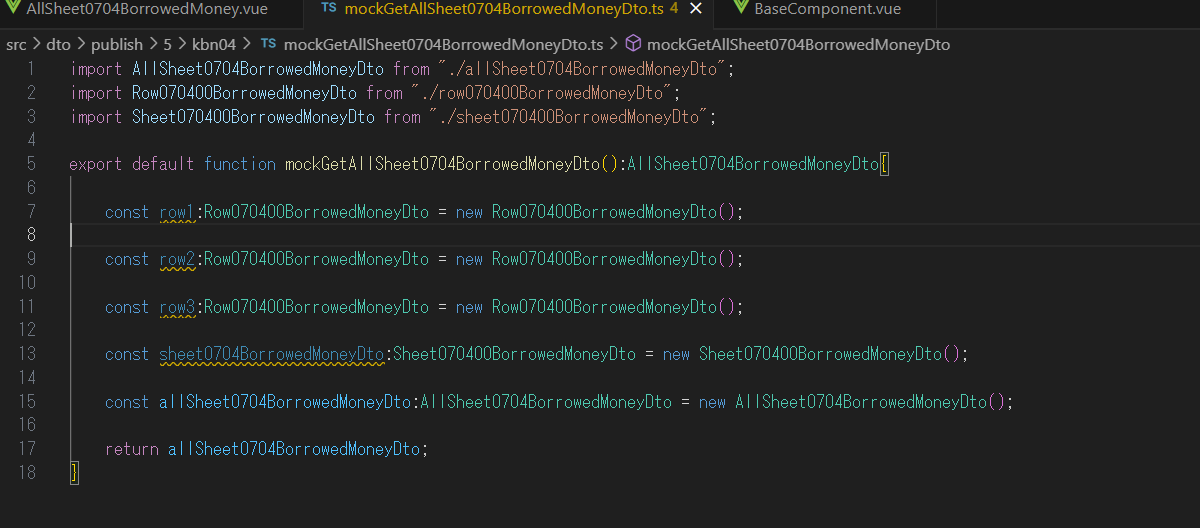 AllSheet0704BorrowedMoney.vue TS mockGetAllSheet0704BorrowedMoneyDto.ts 4 × BaseComponent.vue
src > dto > publish > 5 > kbn04 > TS mockGetAllSheet0704BorrowedMoneyDto.ts > mockGetAllSheet0704BorrowedMoneyDto
1 import AllSheet0704BorrowedMoneyDto from "./allSheet0704BorrowedMoneyDto";
2 import Row070400BorrowedMoneyDto from "./row070400BorrowedMoneyDto";
3 import Sheet070400BorrowedMoneyDto from "./sheet070400BorrowedMoneyDto";
4
5 export default function mockGetAllSheet0704BorrowedMoneyDto():AllSheet0704BorrowedMoneyDto{
6
7 const row1:Row070400BorrowedMoneyDto = new Row070400BorrowedMoneyDto();
8
9 const row2:Row070400BorrowedMoneyDto = new Row070400BorrowedMoneyDto();
10
11 const row3:Row070400BorrowedMoneyDto = new Row070400BorrowedMoneyDto();
12
13 const sheet0704BorrowedMoneyDto:Sheet070400BorrowedMoneyDto = new Sheet070400BorrowedMoneyDto();
14
15 const allSheet0704BorrowedMoneyDto:AllSheet0704BorrowedMoneyDto = new AllSheet0704BorrowedMoneyDto();
16
17 return allSheet0704BorrowedMoneyDto;
18 }